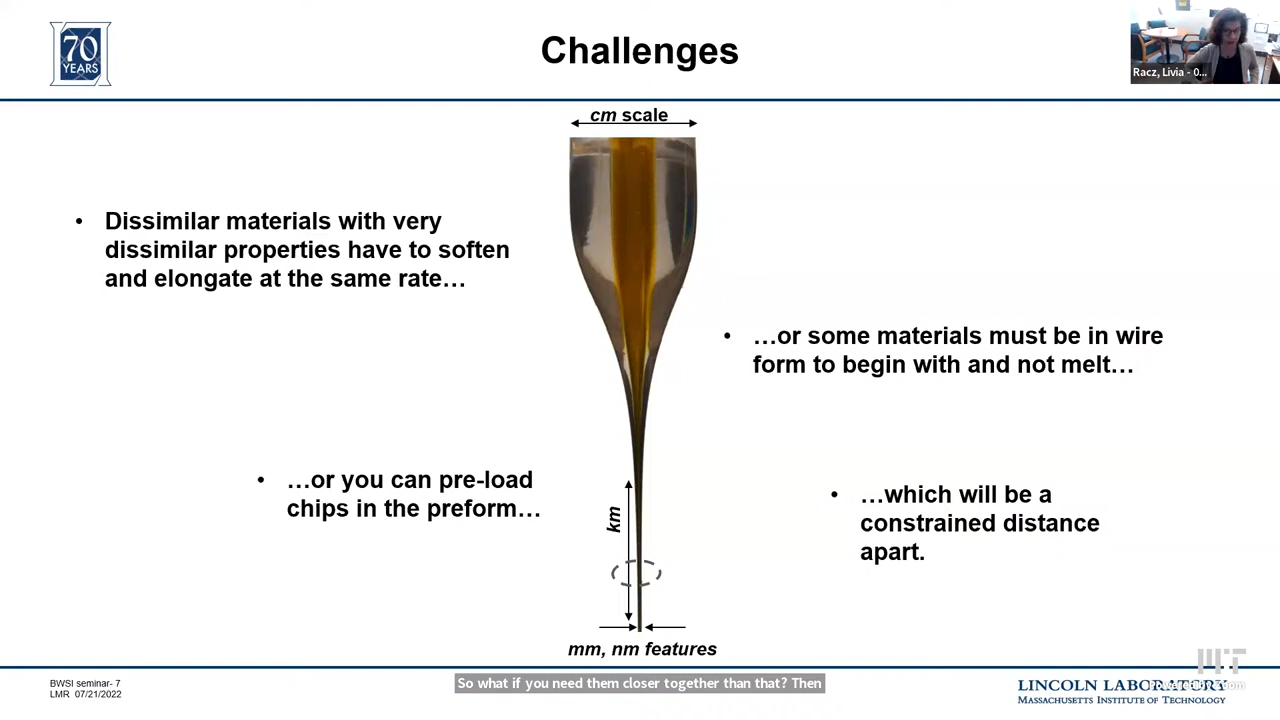 70
YEARS
Challenges
Racz, Livia - 0...
cm scale
• Dissimilar materials with very
dissimilar properties have to soften
and elongate at the same rate…
• …or some materials must be in wire
form to begin with and not melt…
• …or you can pre-load
chips in the preform…
km
• …which will be a
constrained distance
apart.
mm, nm features
BWSI seminar- 7
LMR 07/21/2022
So what if you need them closer together than that? Then
MIT
LINCOLN LABORATORY
MASSACHUSETTS INSTITUTE OF TECHNOLOGY